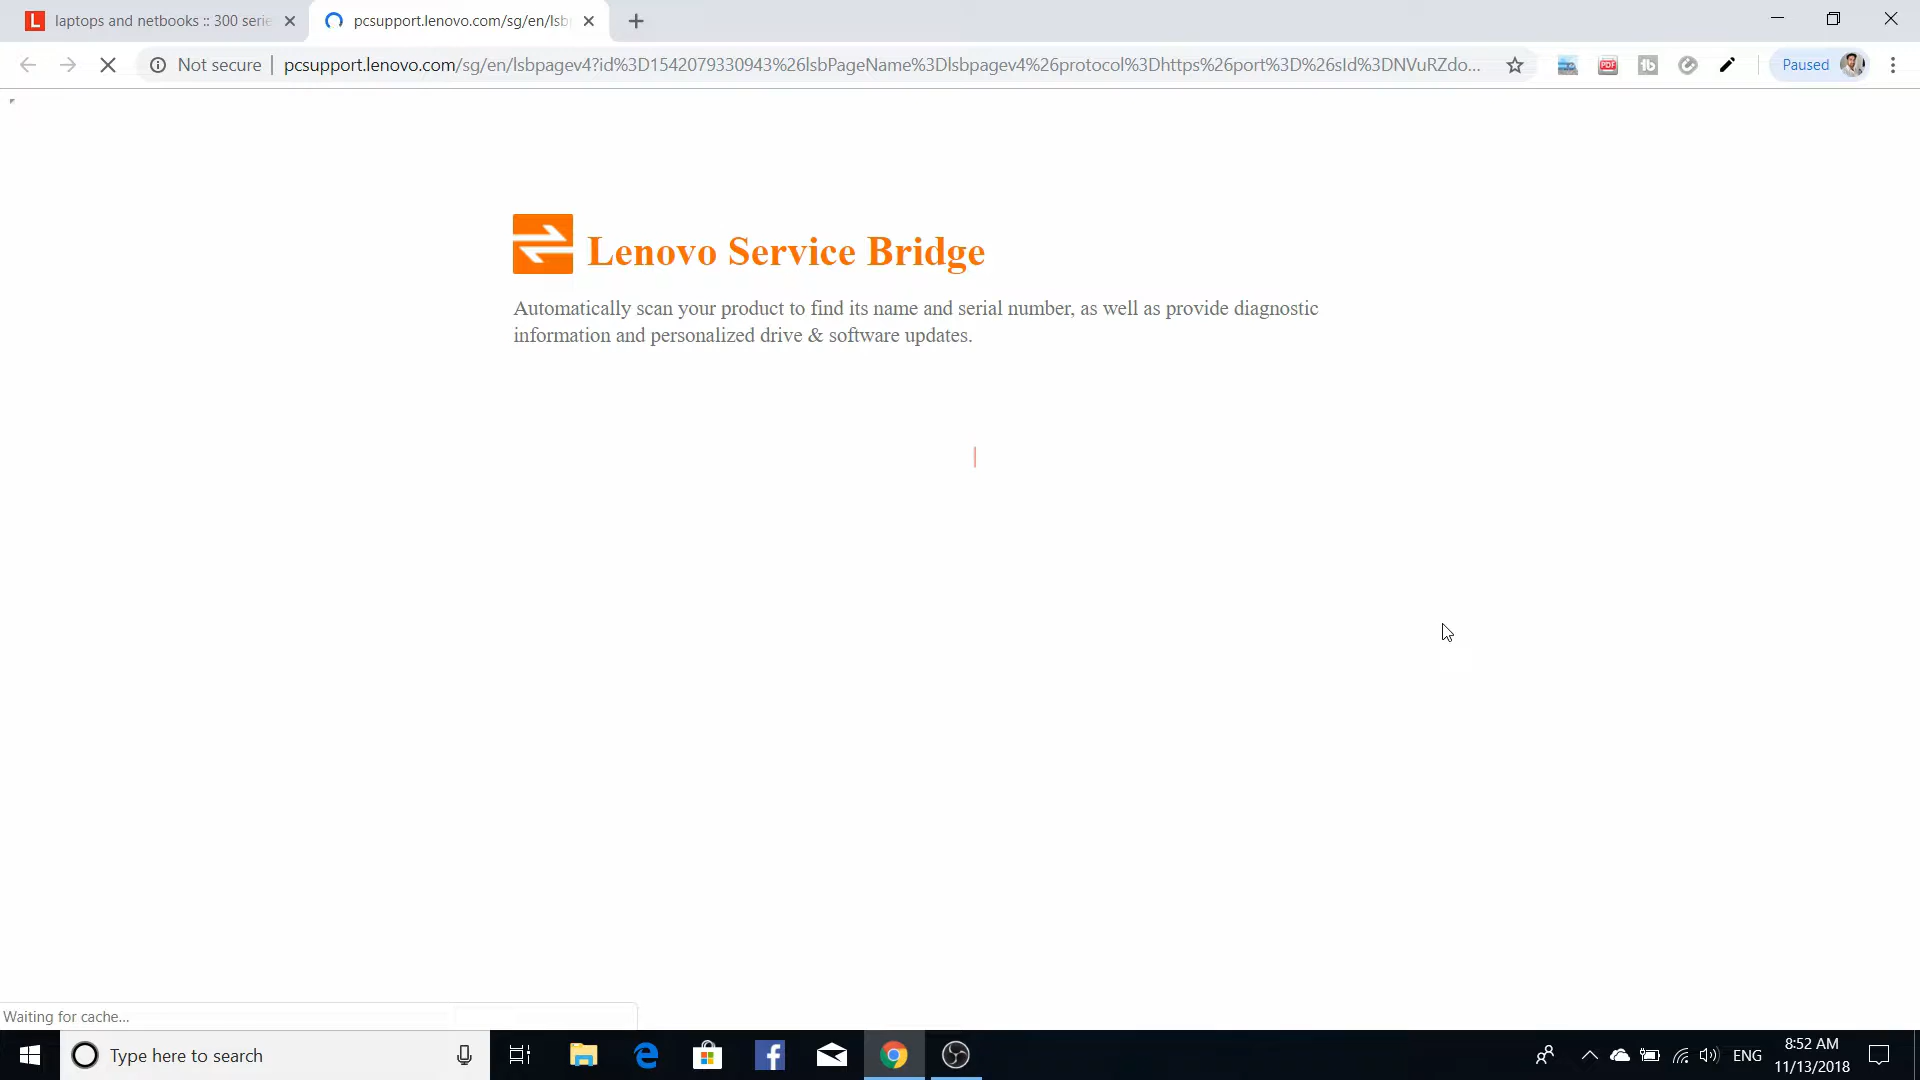 L laptops and netbooks :: 300 serie
pcsupport.lenovo.com/sg/en/lsb
Not secure
pcsupport.lenovo.com/sg/en/lsbpagev4?id%3D1542079330943%26lsbPageName%3Dlsbpagev4%26protocol%3Dhttps%26port%3D%26sId%3DNVuRZdo...
PDF
1b
Paused
Lenovo Service Bridge
Automatically scan your product to find its name and serial number, as well as provide diagnostic
information and personalized drive & software updates.
Waiting for cache...
Type here to search
ENG
8:52 AM
11/13/2018